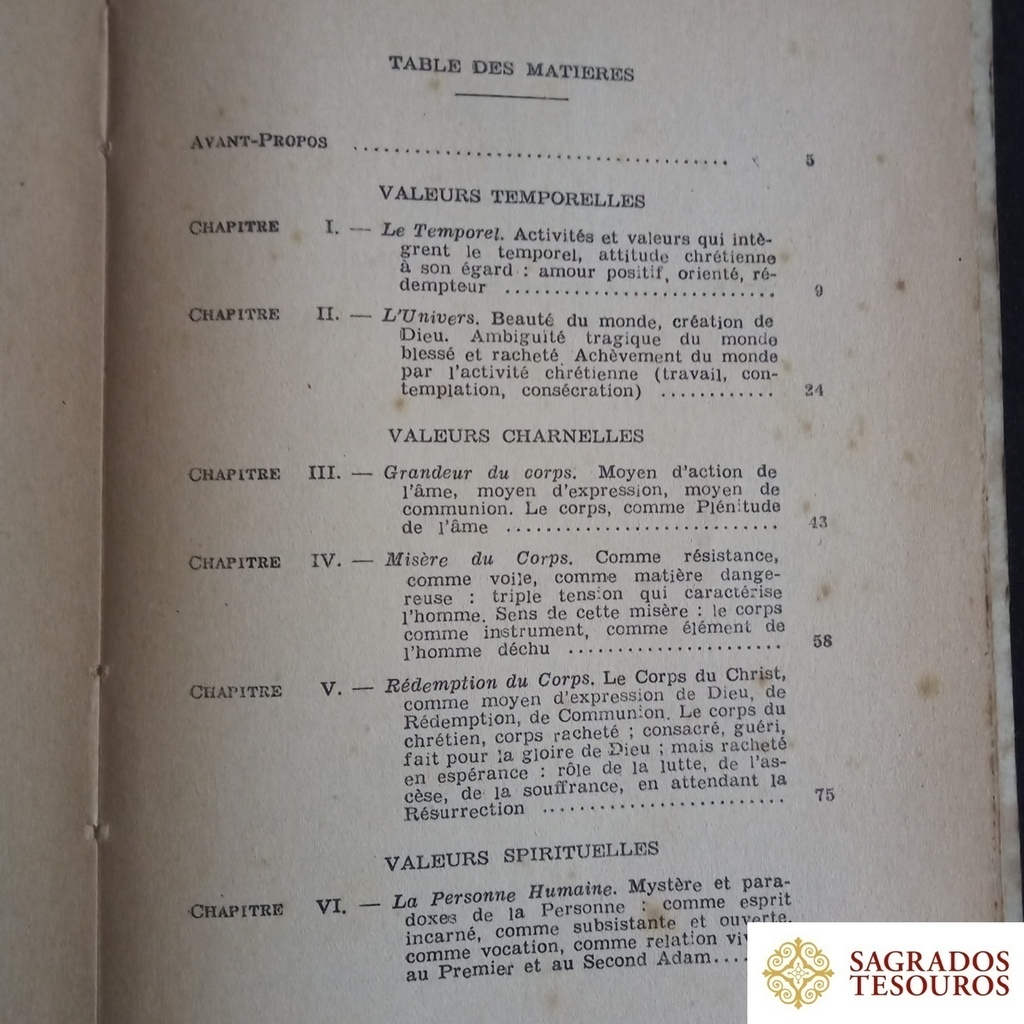 TABLE DES MATIERES
AVANT-PROPOS ........................................ 5
VALEURS TEMPORELLES
CHAPITRE I. — Le Temporel. Activités et valeurs qui intè-
grent le temporel, attitude chrétienne
à son égard : amour positif, orienté, ré-
dempteur ............................ 9
CHAPITRE II. — L'Univers. Beauté du monde, création de
Dieu. Ambiguité tragique du monde
blessé et racheté. Achèvement du monde
par l'activité chrétienne (travail, con-
templation, consécration) ............ 24
VALEURS CHARNELLES
CHAPITRE III. — Grandeur du corps. Moyen d'action de
l'âme, moyen d'expression, moyen de
communion. Le corps, comme Plénitude
de l'âme ............................ 43
CHAPITRE IV. — Misère du Corps. Comme résistance,
comme voile, comme matière dange-
reuse : triple tension qui caractérise
l'homme. Sens de cette misère : le corps
comme instrument, comme élément de
l'homme déchu ...................... 58
CHAPITRE V. — Rédemption du Corps. Le Corps du Christ,
comme moyen d'expression de Dieu, de
Rédemption, de Communion. Le corps du
chrétien, corps racheté ; consacré, guéri,
fait pour la gloire de Dieu ; mais racheté
en espérance : rôle de la lutte, de l'as-
cèse, de la souffrance, en attendant la
Résurrection ........................ 75
VALEURS SPIRITUELLES
CHAPITRE VI. — La Personne Humaine. Mystère et para-
doxes de la Personne : comme esprit
incarné, comme subsistante et ouverte,
comme vocation, comme relation
au Premier et au Second Adam....
SAGRADOS
TESOUROS